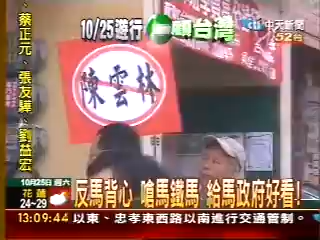 10/25遊行 顧台灣
中天新聞
52台
蔡正元、張友驊、劉益宏
陳雲林
反馬背心 嗆馬鐵馬 給馬政府好看!
10月25日 週六
花蓮
24~29
13:09:44
以東、忠孝東西路以南進行交通管制。